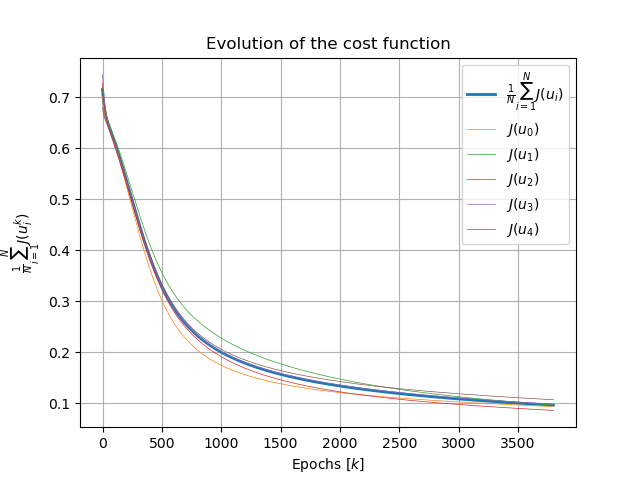 Evolution of the cost function
0.7
0.6
0.5
0.4
0.3
0.2
0.1
1/N ∑_{i=1}^{N} J(u_i^k)
1/N ∑_{i=1}^{N} J(u_i)
J(u_0)
J(u_1)
J(u_2)
J(u_3)
J(u_4)
0 500 1000 1500 2000 2500 3000 3500
Epochs [k]